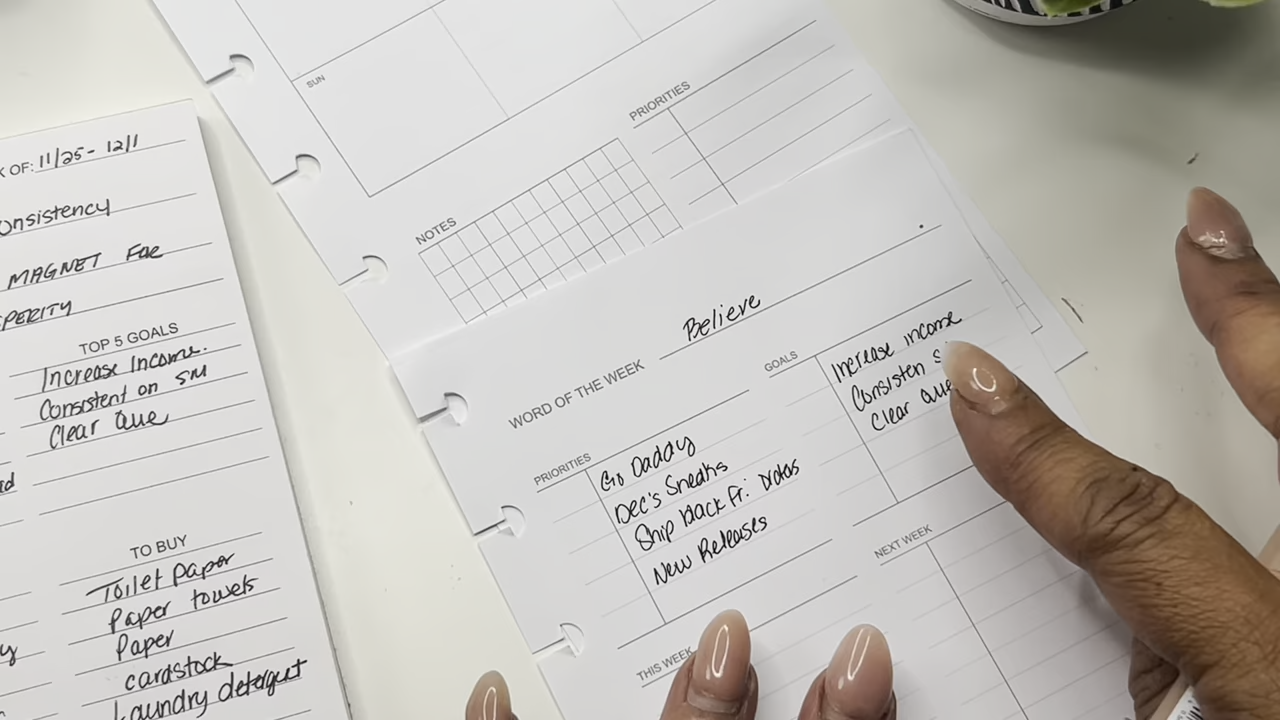 K OF: 11/25 - 12/1
onsistency
MAGNET FOR
PERITY
TOP 5 GOALS
Increase Income.
Consistent on SM
Clear Que
TO BUY
Toilet paper
Paper towels
Paper
cardstock
Laundry detergent
SUN
NOTES
PRIORITIES
WORD OF THE WEEK
Believe
PRIORITIES
Go Daddy
Dec's Sneaks
Ship Black Fri.
New Releases
GOALS
Increase income
Consisten S
Clear Que
THIS WEEK
NEXT WEEK